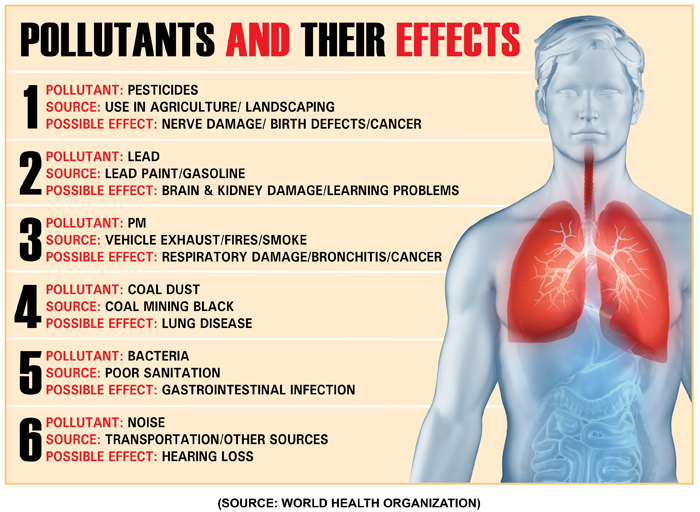 POLLUTANTS AND THEIR EFFECTS
1
POLLUTANT: PESTICIDES
SOURCE: USE IN AGRICULTURE/ LANDSCAPING
POSSIBLE EFFECT: NERVE DAMAGE/ BIRTH DEFECTS/CANCER
2
POLLUTANT: LEAD
SOURCE: LEAD PAINT/GASOLINE
POSSIBLE EFFECT: BRAIN & KIDNEY DAMAGE/LEARNING PROBLEMS
3
POLLUTANT: PM
SOURCE: VEHICLE EXHAUST/FIRES/SMOKE
POSSIBLE EFFECT: RESPIRATORY DAMAGE/BRONCHITIS/CANCER
4
POLLUTANT: COAL DUST
SOURCE: COAL MINING BLACK
POSSIBLE EFFECT: LUNG DISEASE
5
POLLUTANT: BACTERIA
SOURCE: POOR SANITATION
POSSIBLE EFFECT: GASTROINTESTINAL INFECTION
6
POLLUTANT: NOISE
SOURCE: TRANSPORTATION/OTHER SOURCES
POSSIBLE EFFECT: HEARING LOSS
(SOURCE: WORLD HEALTH ORGANIZATION)